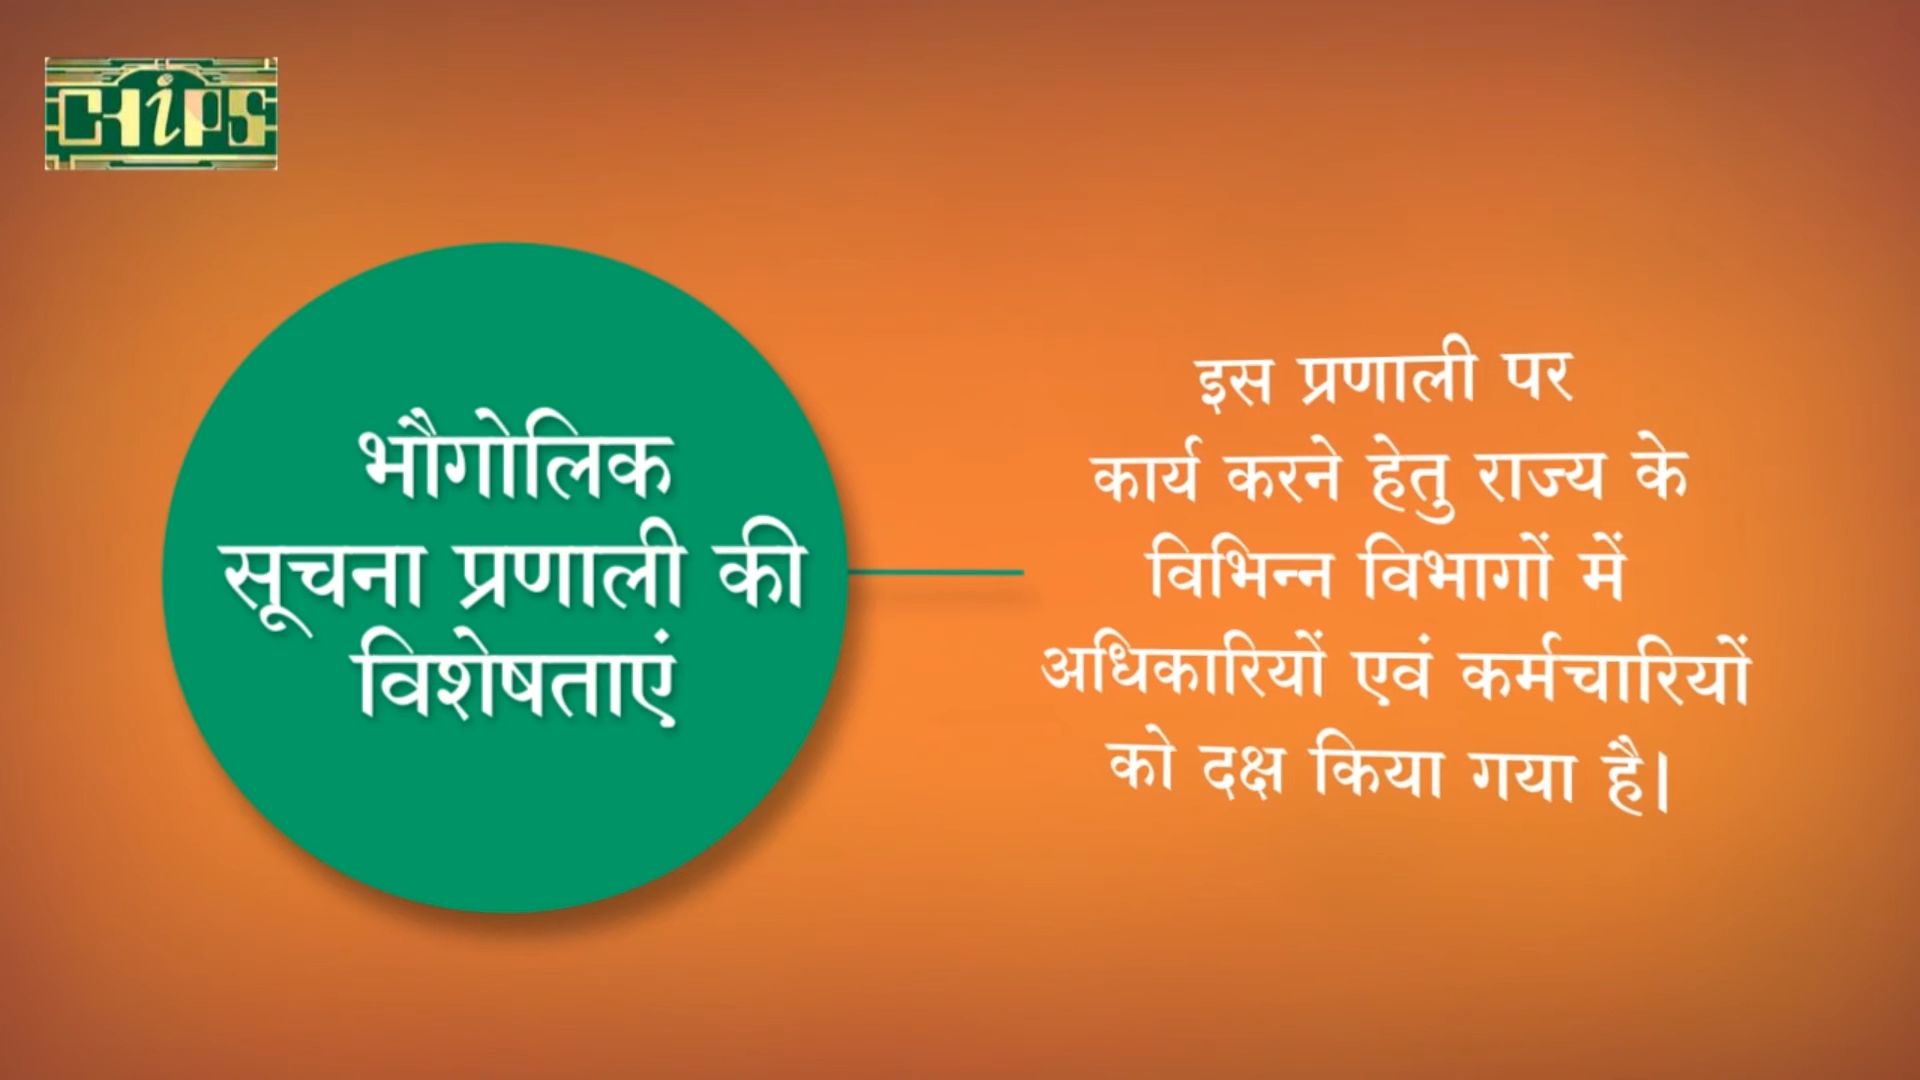 CHiPS
भौगोलिक
सूचना प्रणाली की
विशेषताएं
इस प्रणाली पर
कार्य करने हेतु राज्य के
विभिन्न विभागों में
अधिकारियों एवं कर्मचारियों
को दक्ष किया गया है।